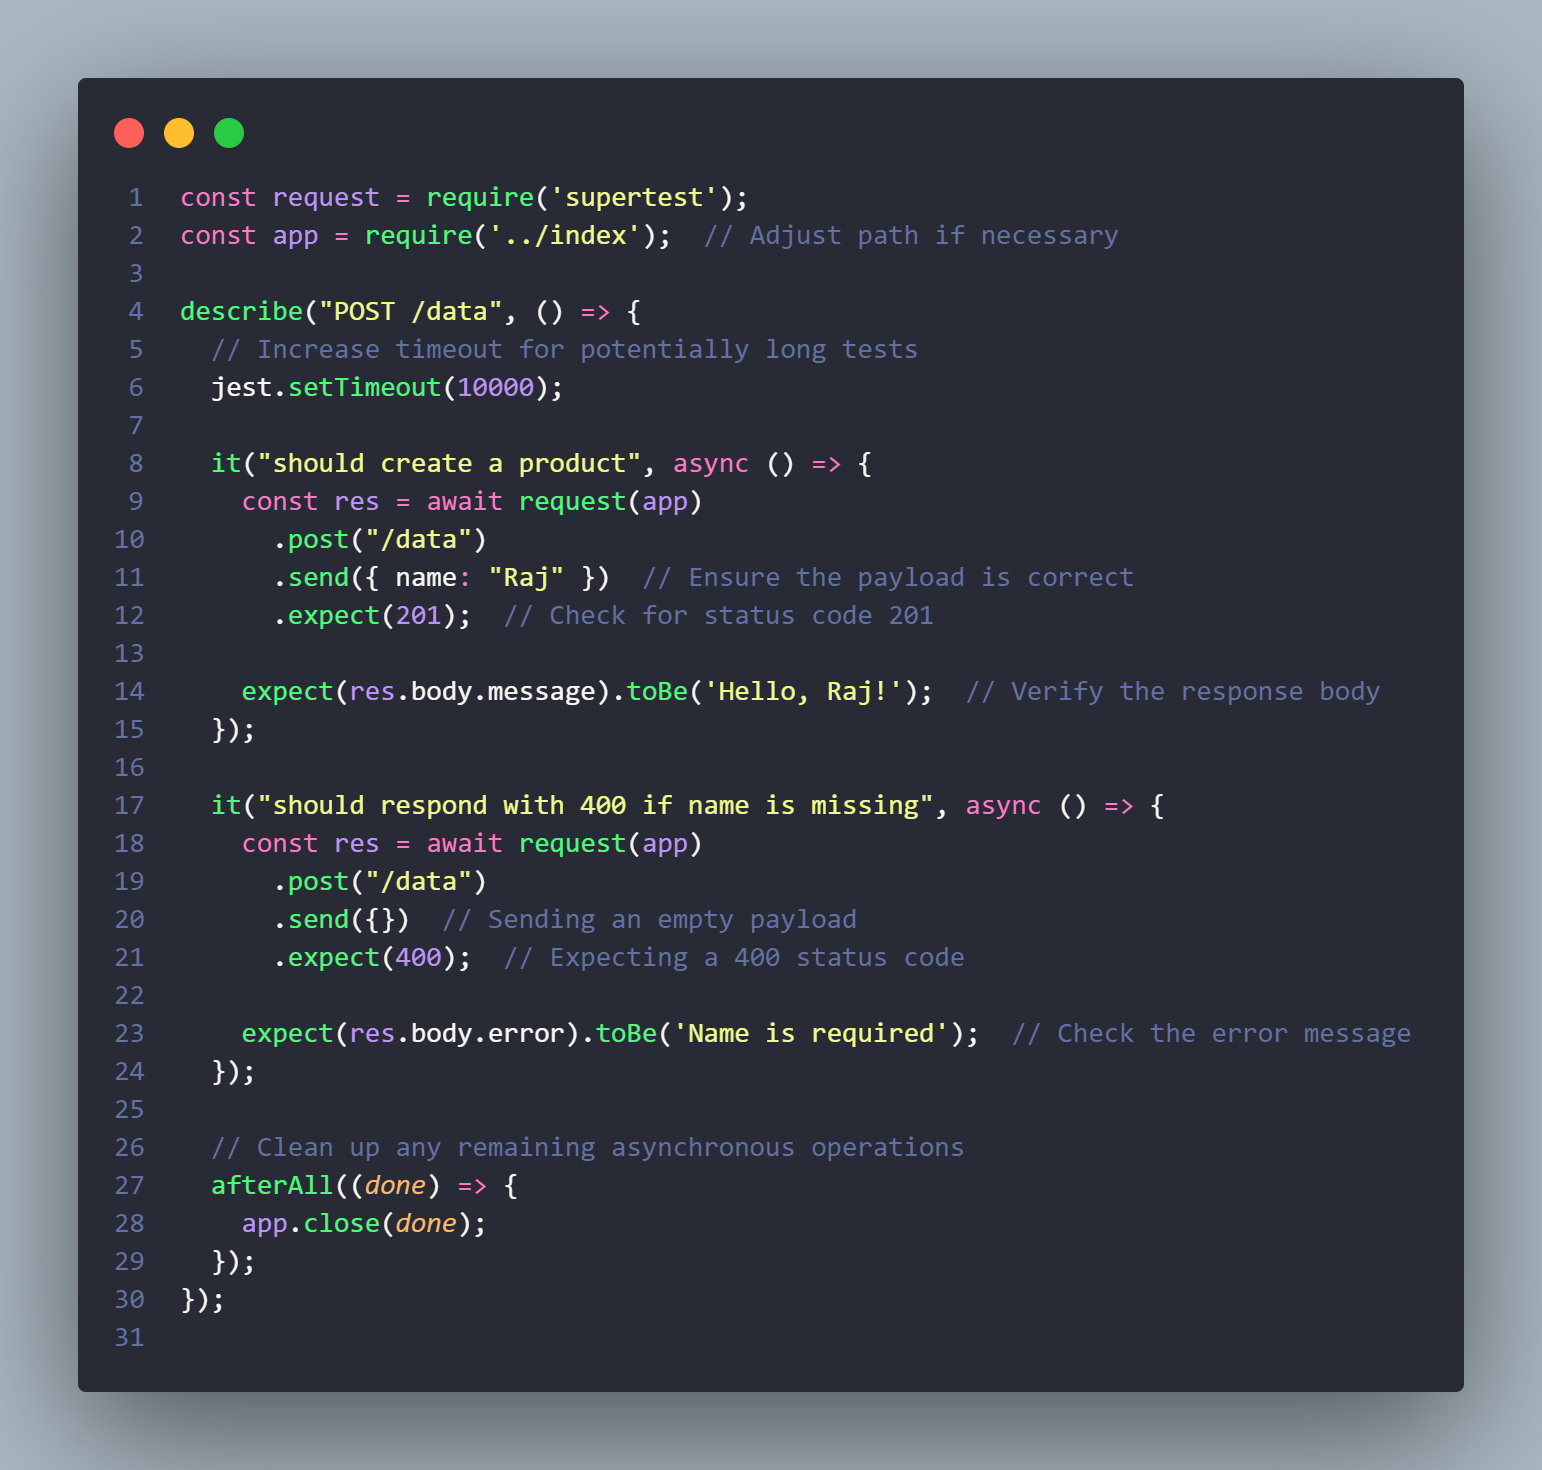 1 const request = require('supertest');
2 const app = require('../index');  // Adjust path if necessary
3
4 describe("POST /data", () => {
5   // Increase timeout for potentially long tests
6   jest.setTimeout(10000);
7
8   it("should create a product", async () => {
9     const res = await request(app)
10       .post("/data")
11       .send({ name: "Raj" })  // Ensure the payload is correct
12       .expect(201);  // Check for status code 201
13
14     expect(res.body.message).toBe('Hello, Raj!');  // Verify the response body
15   });
16
17   it("should respond with 400 if name is missing", async () => {
18     const res = await request(app)
19       .post("/data")
20       .send({})  // Sending an empty payload
21       .expect(400);  // Expecting a 400 status code
22
23     expect(res.body.error).toBe('Name is required');  // Check the error message
24   });
25
26   // Clean up any remaining asynchronous operations
27   afterAll((done) => {
28     app.close(done);
29   });
30 });
31